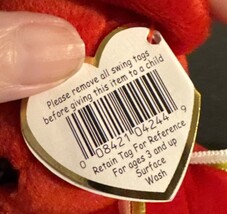 Please remove all swing tags
before giving this item to a child
0 08421 04244 9
Retain Tag For Reference
For ages 3 and up
Surface
Wash